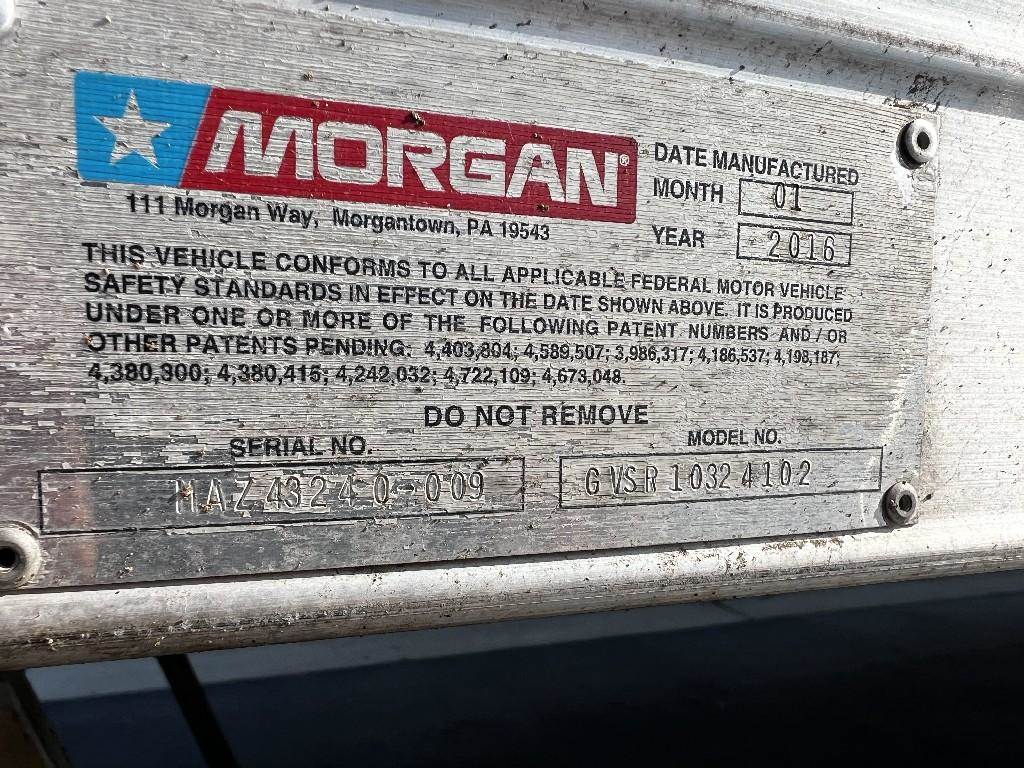 MORGAN®
111 Morgan Way, Morgantown, PA 19543
DATE MANUFACTURED
MONTH 01
YEAR 2016
THIS VEHICLE CONFORMS TO ALL APPLICABLE FEDERAL MOTOR VEHICLE
SAFETY STANDARDS IN EFFECT ON THE DATE SHOWN ABOVE. IT IS PRODUCED
UNDER ONE OR MORE OF THE FOLLOWING PATENT NUMBERS AND / OR
OTHER PATENTS PENDING: 4,403,804; 4,589,507; 3,986,317; 4,186,537; 4,198,187;
4,380,300; 4,380,415; 4,242,032; 4,722,109; 4,673,048.
DO NOT REMOVE
SERIAL NO.
MAZ43240-009
MODEL NO.
GVSR10324102